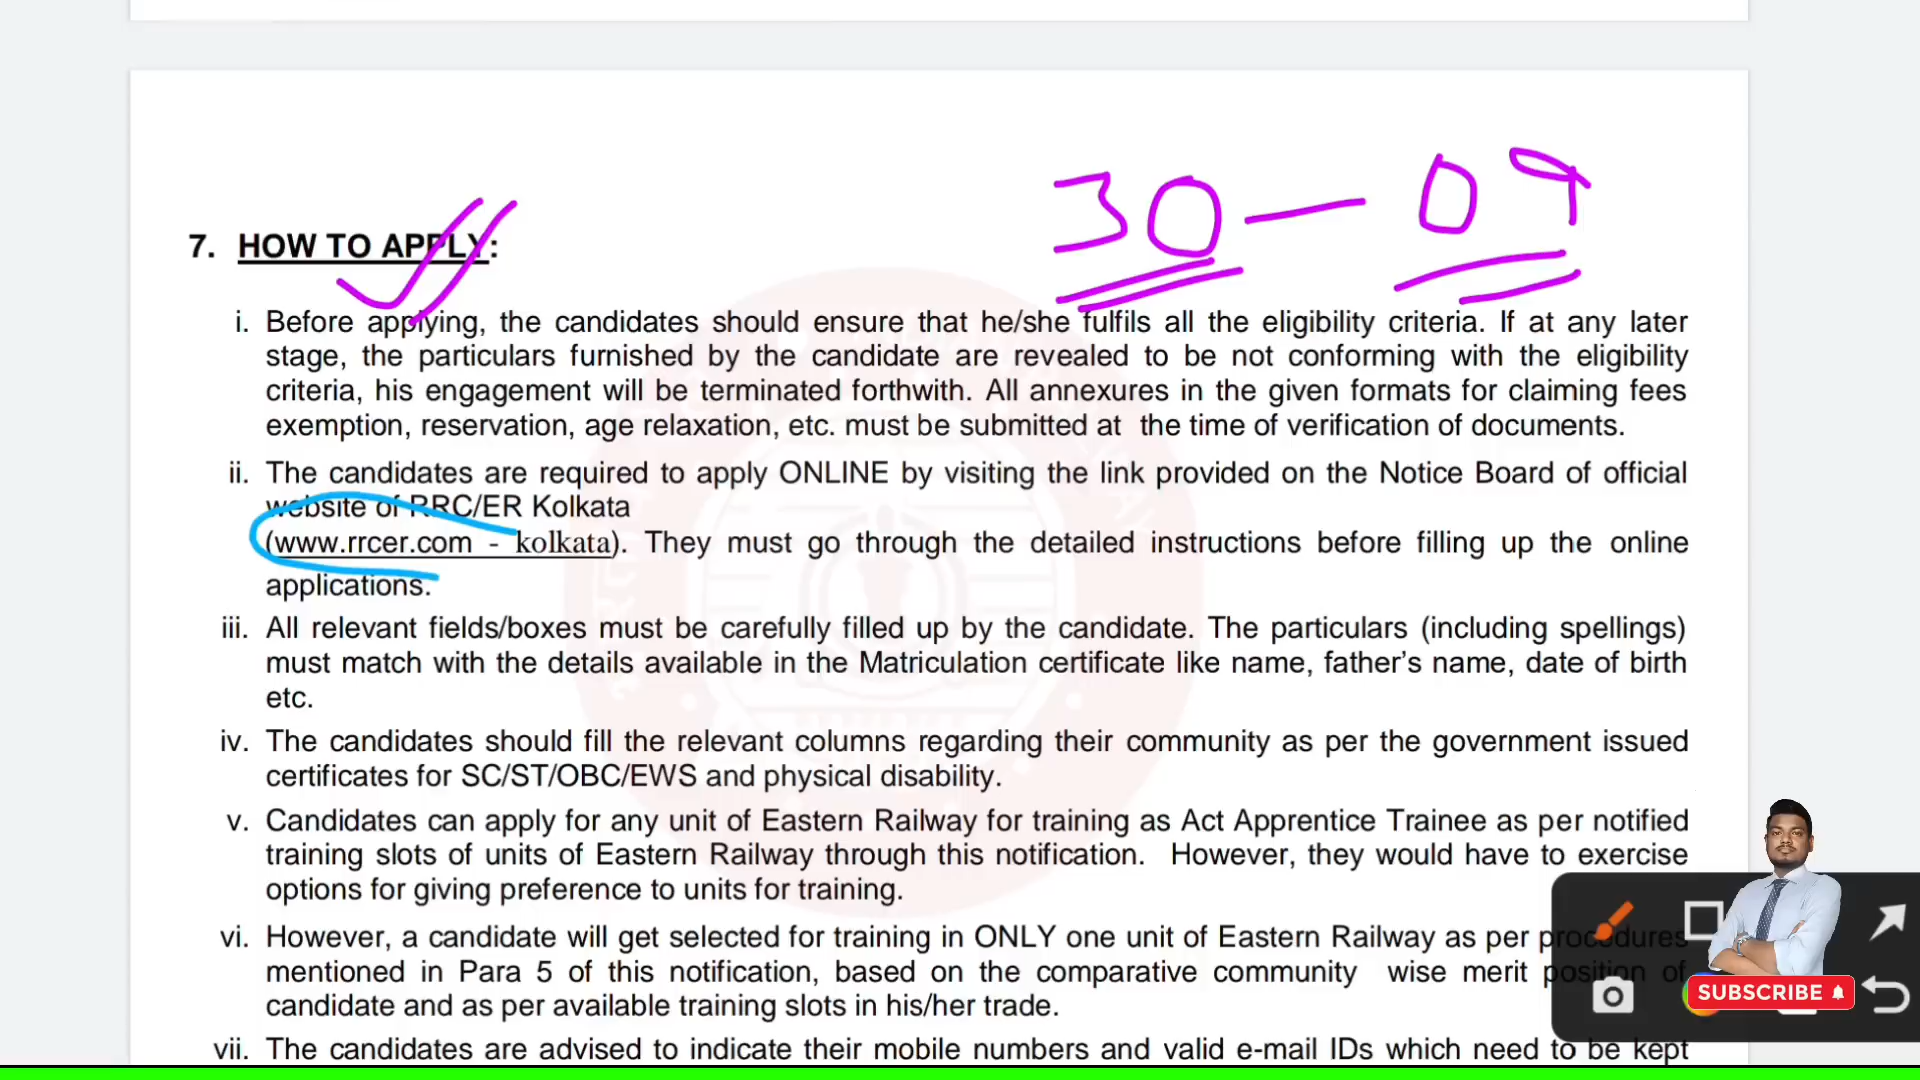 30 - 09
7. HOW TO APPLY:
i. Before applying, the candidates should ensure that he/she fulfils all the eligibility criteria. If at any later
stage, the particulars furnished by the candidate are revealed to be not conforming with the eligibility
criteria, his engagement will be terminated forthwith. All annexures in the given formats for claiming fees
exemption, reservation, age relaxation, etc. must be submitted at the time of verification of documents.
ii. The candidates are required to apply ONLINE by visiting the link provided on the Notice Board of official
website of RRC/ER Kolkata
(www.rrcer.com - kolkata). They must go through the detailed instructions before filling up the online
applications.
iii. All relevant fields/boxes must be carefully filled up by the candidate. The particulars (including spellings)
must match with the details available in the Matriculation certificate like name, father's name, date of birth
etc.
iv. The candidates should fill the relevant columns regarding their community as per the government issued
certificates for SC/ST/OBC/EWS and physical disability.
v. Candidates can apply for any unit of Eastern Railway for training as Act Apprentice Trainee as per notified
training slots of units of Eastern Railway through this notification. However, they would have to exercise
options for giving preference to units for training.
vi. However, a candidate will get selected for training in ONLY one unit of Eastern Railway as per procedures
mentioned in Para 5 of this notification, based on the comparative community wise merit position of
candidate and as per available training slots in his/her trade.
vii. The candidates are advised to indicate their mobile numbers and valid e-mail IDs which need to be kept
SUBSCRIBE